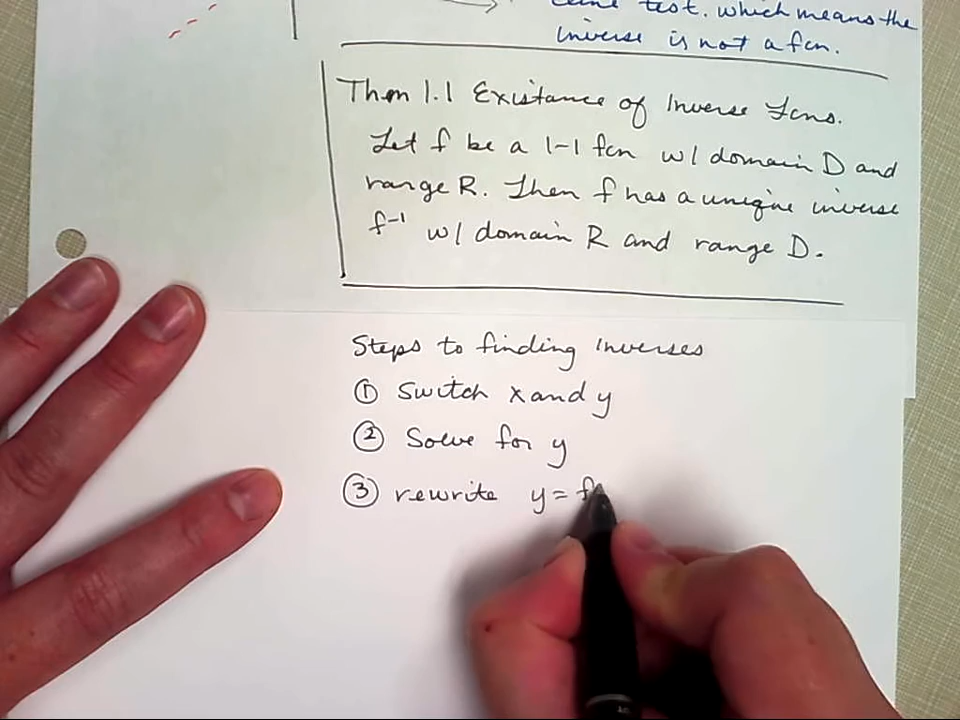 line test. which means the
inverse is not a fcn.
Thm 1.1 Existance of Inverse Fcns.
Let f be a 1-1 fcn w/ domain D and
range R. Then f has a unique inverse
f⁻¹ w/ domain R and range D.
Steps to finding inverses
① Switch x and y
② Solve for y
③ rewrite y = f